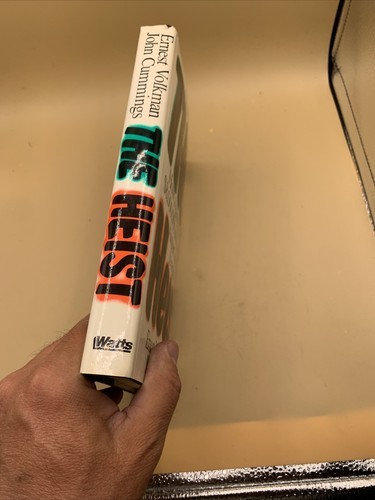 Ernest Volkman
John Cummings
THE HEIST
Watts